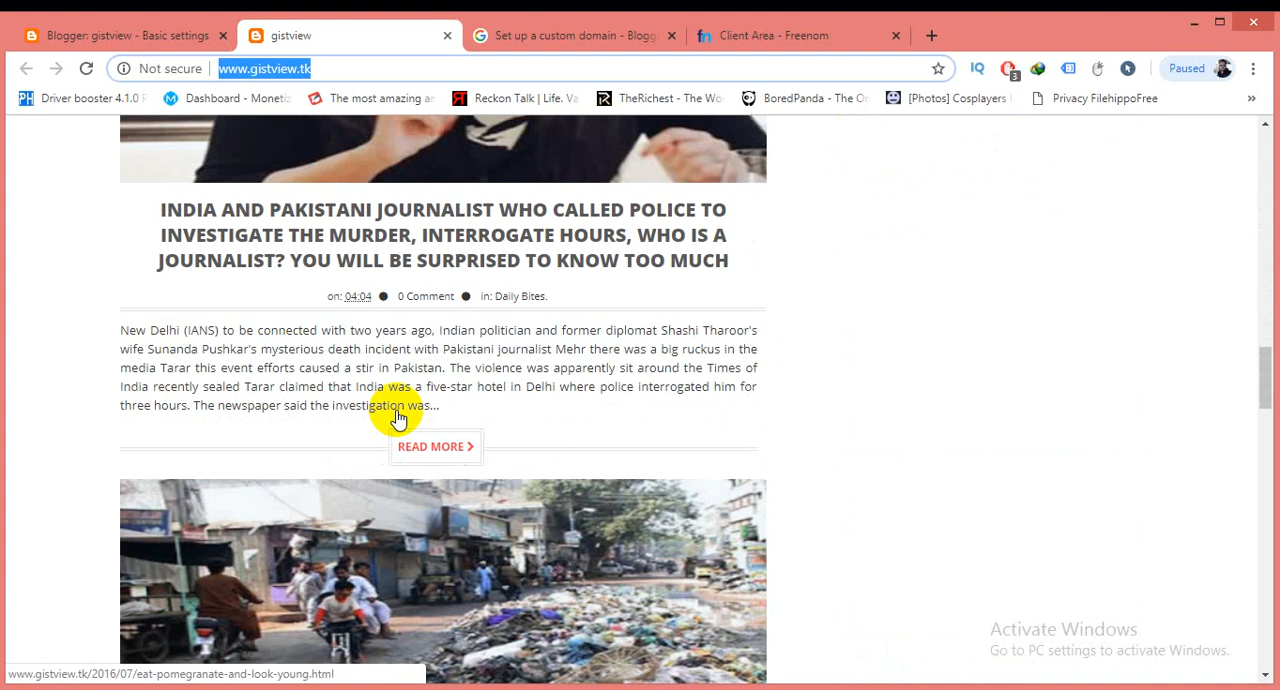 Blogger: gistview - Basic settings
gistview
Set up a custom domain - Blogg
Client Area - Freenom
Not secure
www.gistview.tk
IQ
3
Paused
PH Driver booster 4.1.0 P
M Dashboard - Monetiz
The most amazing an
Reckon Talk | Life. Va
TheRichest - The Wo
BoredPanda - The On
[Photos] Cosplayers
Privacy FilehippoFree
INDIA AND PAKISTANI JOURNALIST WHO CALLED POLICE TO
INVESTIGATE THE MURDER, INTERROGATE HOURS, WHO IS A
JOURNALIST? YOU WILL BE SURPRISED TO KNOW TOO MUCH
on: 04:04 ● 0 Comment ● in: Daily Bites.
New Delhi (IANS) to be connected with two years ago, Indian politician and former diplomat Shashi Tharoor's
wife Sunanda Pushkar's mysterious death incident with Pakistani journalist Mehr there was a big ruckus in the
media Tarar this event efforts caused a stir in Pakistan. The violence was apparently sit around the Times of
India recently sealed Tarar claimed that India was a five-star hotel in Delhi where police interrogated him for
three hours. The newspaper said the investigation was...
READ MORE
Activate Windows
Go to PC settings to activate Windows.
www.gistview.tk/2016/07/eat-pomegranate-and-look-young.html